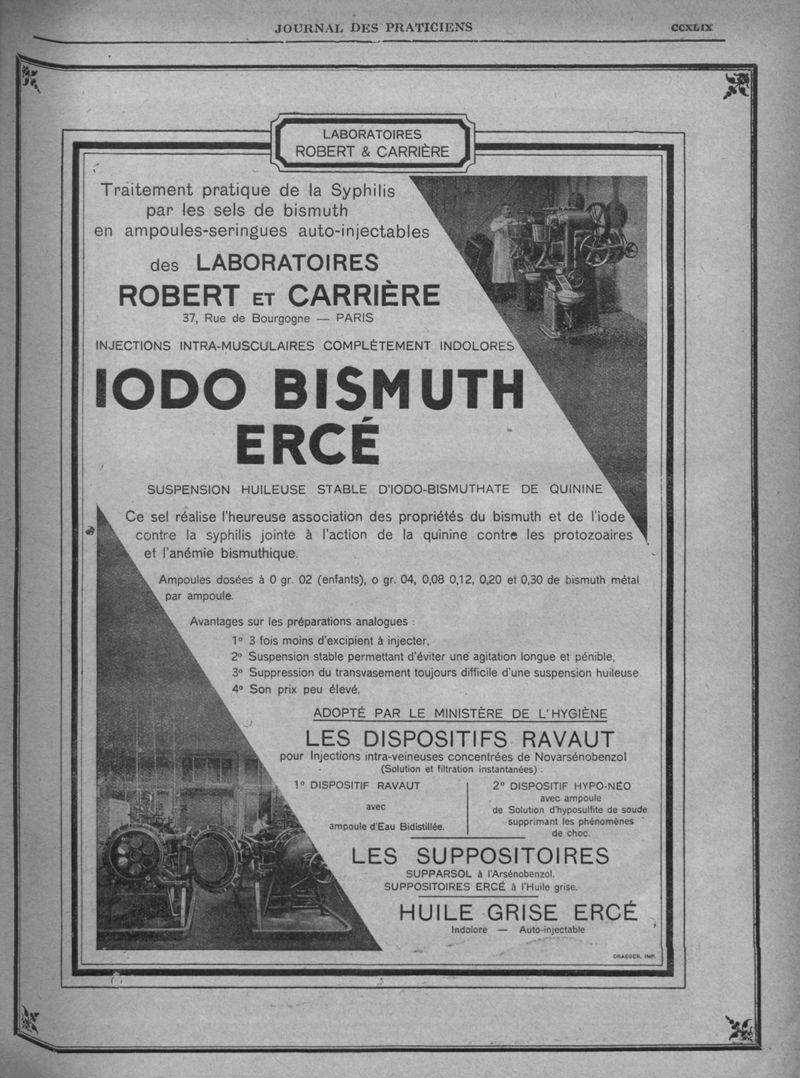 JOURNAL DES PRATICIENS
CCXLIX
LABORATOIRES
ROBERT & CARRIÈRE
Traitement pratique de la Syphilis
par les sels de bismuth
en ampoules-seringues auto-injectables
des LABORATOIRES
ROBERT ET CARRIÈRE
37, Rue de Bourgogne — PARIS
INJECTIONS INTRA-MUSCULAIRES COMPLÈTEMENT INDOLORES
IODO BISMUTH
ERCÉ
SUSPENSION HUILEUSE STABLE D'IODO-BISMUTHATE DE QUININE
Ce sel réalise l'heureuse association des propriétés du bismuth et de l'iode
contre la syphilis jointe à l'action de la quinine contre les protozoaires
et l'anémie bismuthique.
Ampoules dosées à 0 gr. 02 (enfants), o gr. 04, 0,08 0,12, 0,20 et 0,30 de bismuth métal
par ampoule.
Avantages sur les préparations analogues :
1º 3 fois moins d'excipient à injecter,
2º Suspension stable permettant d'éviter une agitation longue et pénible,
3º Suppression du transvasement toujours difficile d'une suspension huileuse
4º Son prix peu élevé.
ADOPTÉ PAR LE MINISTÈRE DE L'HYGIÈNE
LES DISPOSITIFS RAVAUT
pour Injections intra-veineuses concentrées de Novarsénobenzol
(Solution et filtration instantanées) :
1º DISPOSITIF RAVAUT
avec
ampoule d'Eau Bidistillée.
2º DISPOSITIF HYPO-NÉO
avec ampoule
de Solution d'hyposulfite de soude
supprimant les phénomènes
de choc.
LES SUPPOSITOIRES
SUPPARSOL à l'Arsénobenzol.
SUPPOSITOIRES ERCÉ à l'Huile grise.
HUILE GRISE ERCÉ
Indolore — Auto-injectable
DRAEGER, IMP.